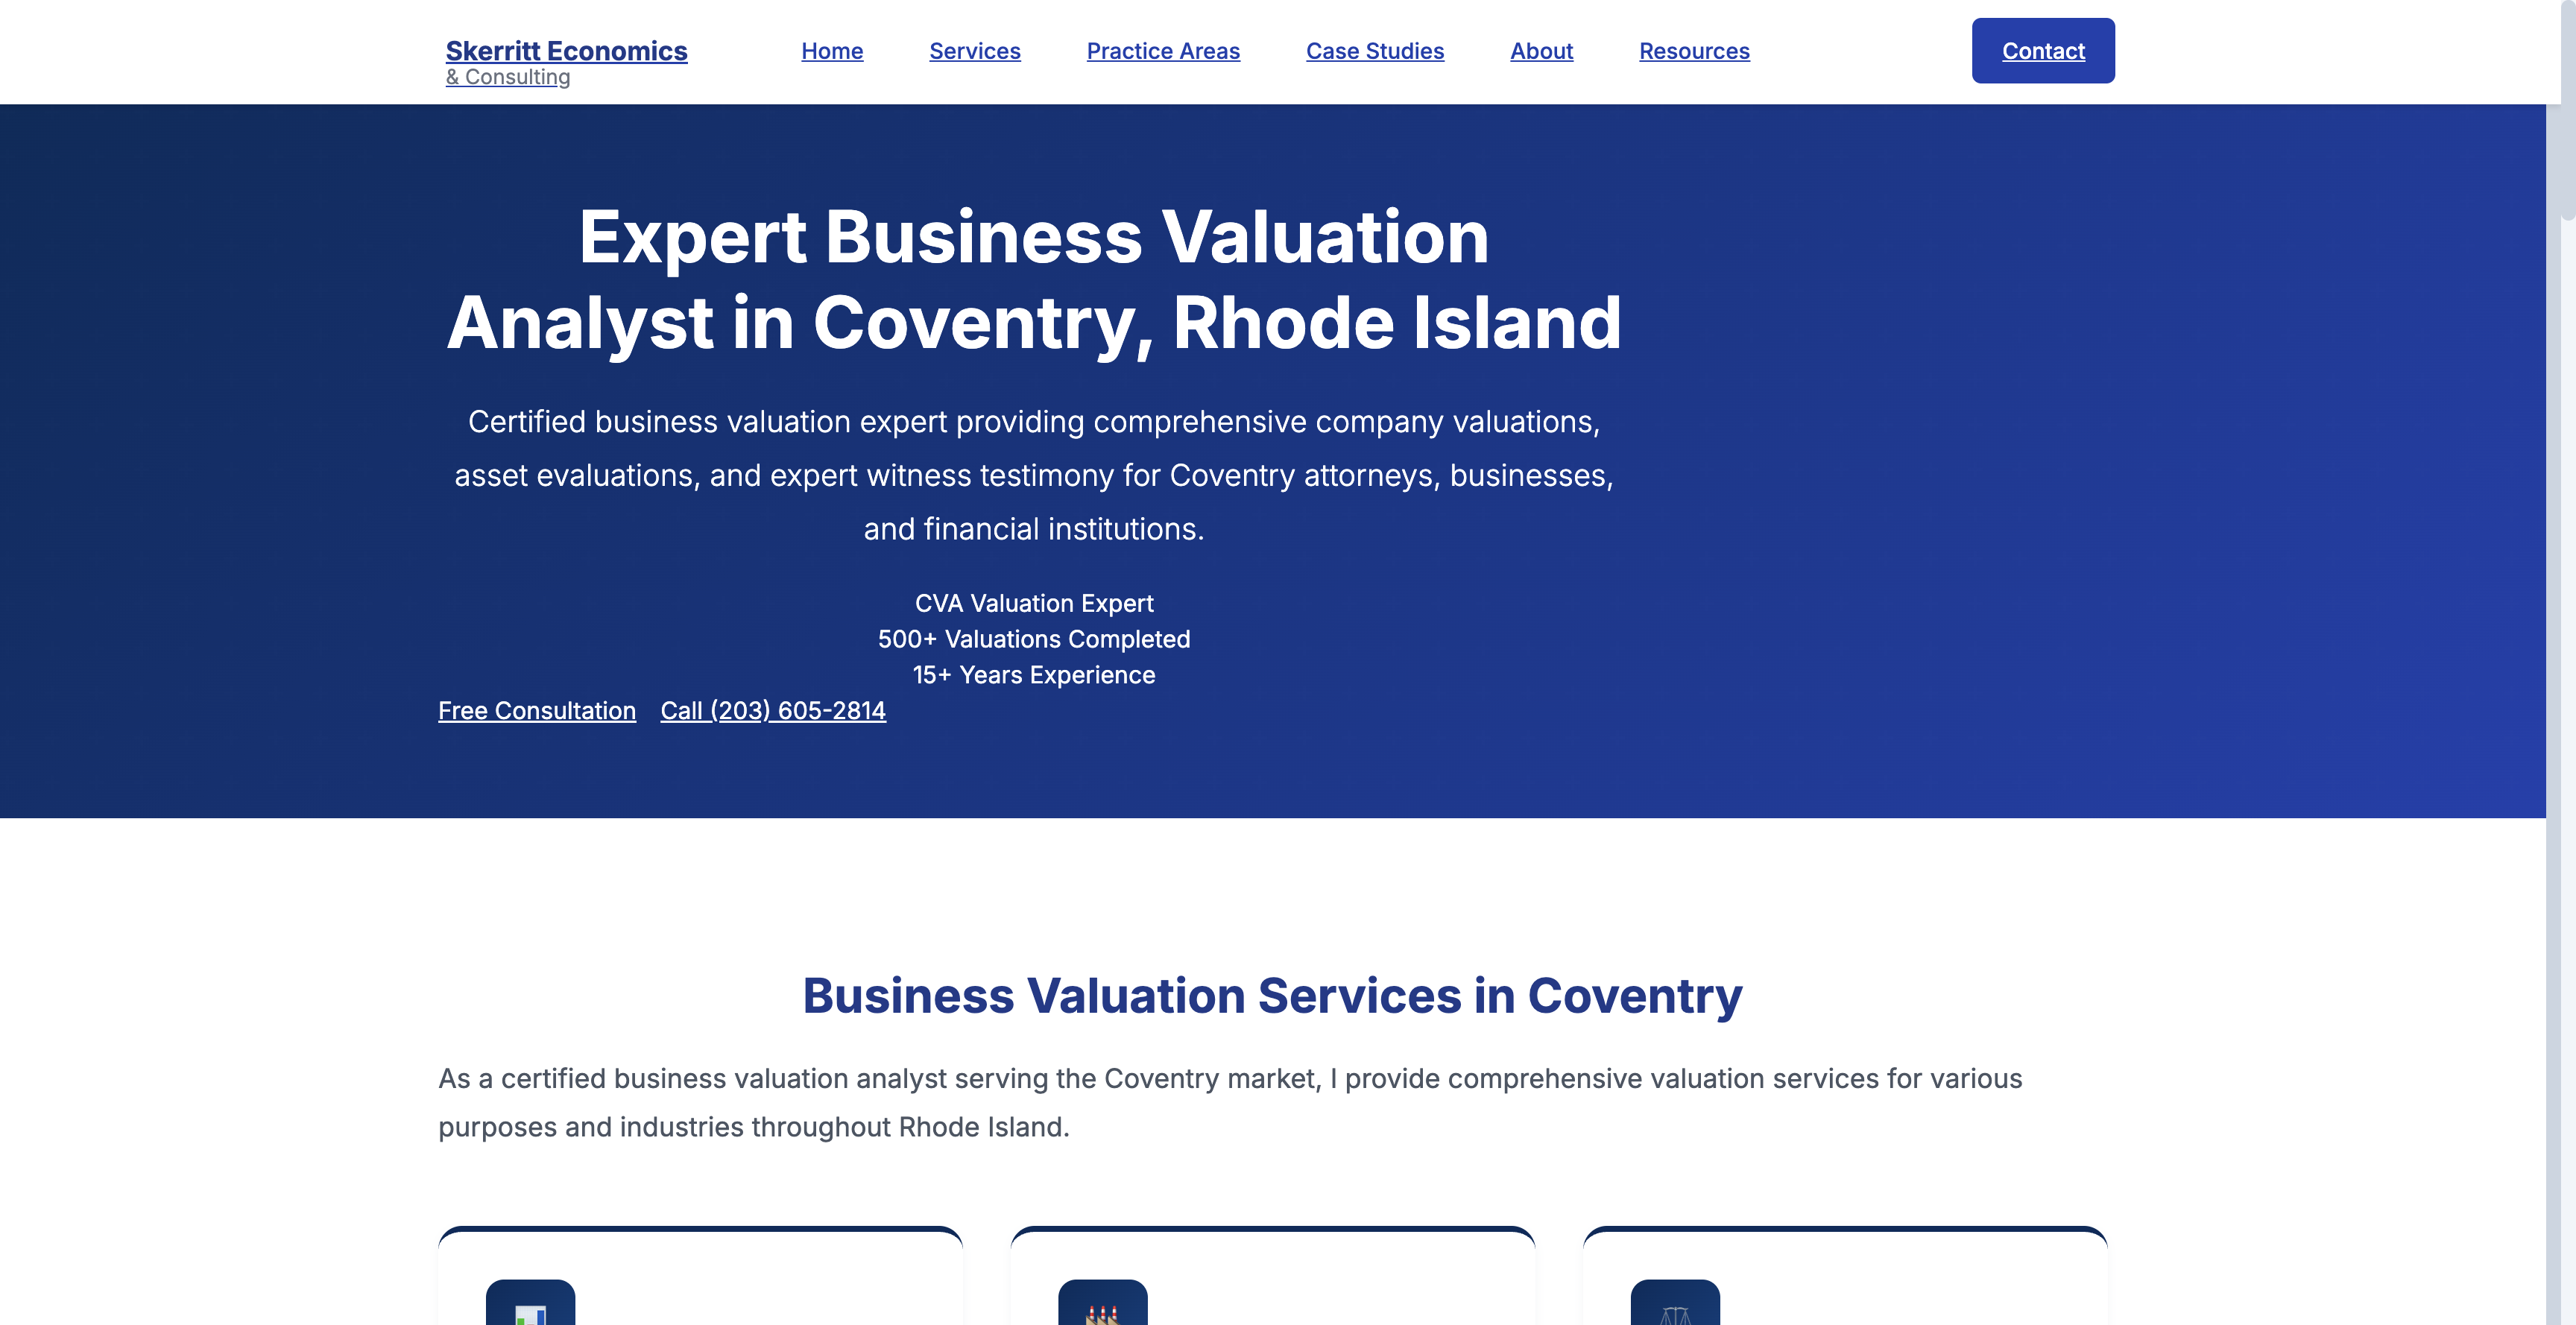 Skerritt Economics
& Consulting
Home
Services
Practice Areas
Case Studies
About
Resources
Contact
Expert Business Valuation
Analyst in Coventry, Rhode Island
Certified business valuation expert providing comprehensive company valuations,
asset evaluations, and expert witness testimony for Coventry attorneys, businesses,
and financial institutions.
CVA Valuation Expert
500+ Valuations Completed
15+ Years Experience
Free Consultation
Call (203) 605-2814
Business Valuation Services in Coventry
As a certified business valuation analyst serving the Coventry market, I provide comprehensive valuation services for various
purposes and industries throughout Rhode Island.